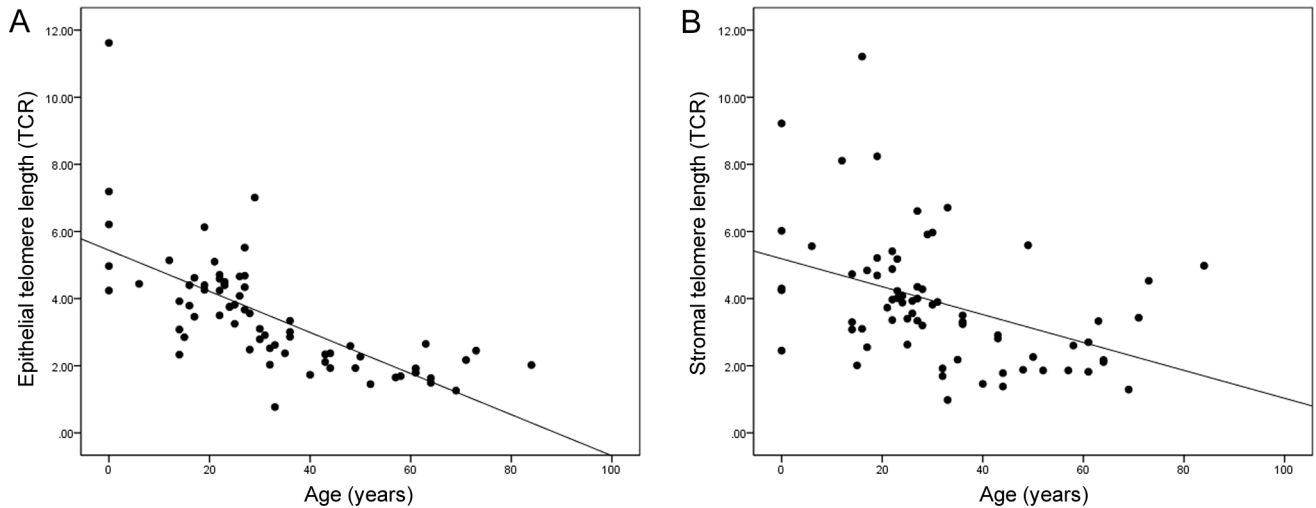 A
B
Epithelial telomere length (TCR)
12.00
10.00
8.00
6.00
4.00
2.00
.00
0 20 40 60 80 100
Age (years)
Stromal telomere length (TCR)
12.00
10.00
8.00
6.00
4.00
2.00
.00
0 20 40 60 80 100
Age (years)